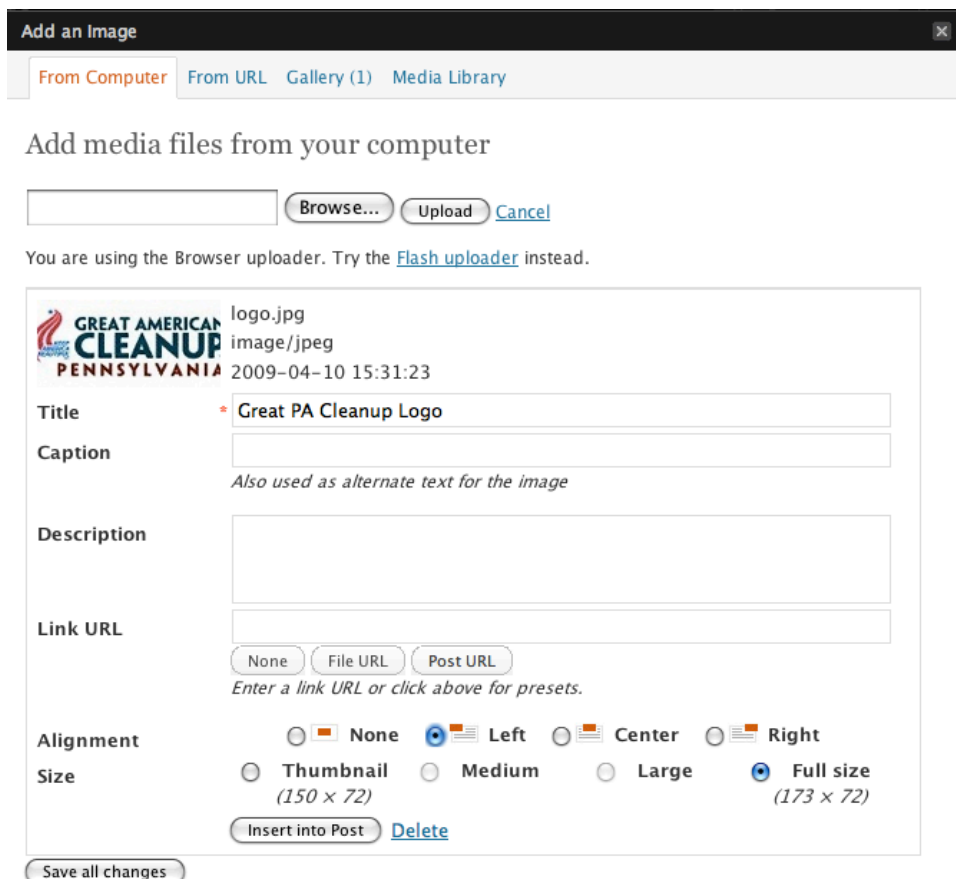 Add an Image
From Computer From URL Gallery (1) Media Library
Add media files from your computer
Browse... Upload Cancel
You are using the Browser uploader. Try the Flash uploader instead.
GREAT AMERICAN
CLEANUP
PENNSYLVANIA
logo.jpg
image/jpeg
2009-04-10 15:31:23
Title * Great PA Cleanup Logo
Caption
Also used as alternate text for the image
Description
Link URL
None File URL Post URL
Enter a link URL or click above for presets.
Alignment None Left Center Right
Size Thumbnail Medium Large Full size
(150 × 72) (173 × 72)
Insert into Post Delete
Save all changes